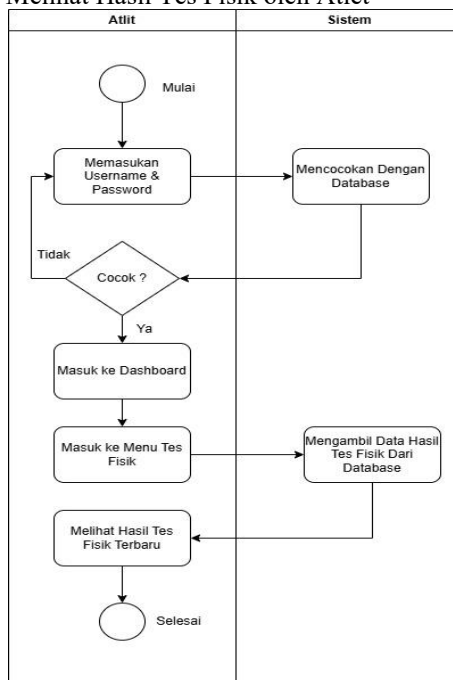 Melihat Hasil Tes Fisik oleh Atlet
Atlit
Sistem
Mulai
Memasukan
Username &
Password
Mencocokan Dengan
Database
Tidak
Cocok ?
Ya
Masuk ke Dashboard
Masuk ke Menu Tes
Fisik
Mengambil Data Hasil
Tes Fisik Dari
Database
Melihat Hasil Tes
Fisik Terbaru
Selesai